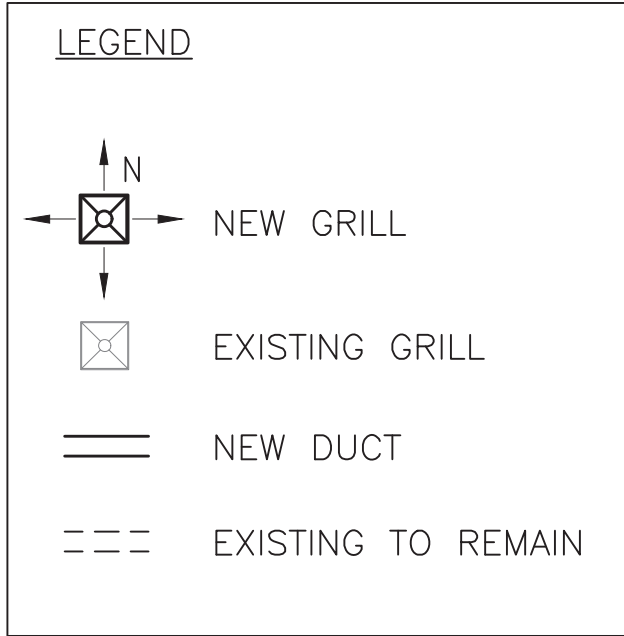 LEGEND
N
NEW GRILL
EXISTING GRILL
NEW DUCT
EXISTING TO REMAIN